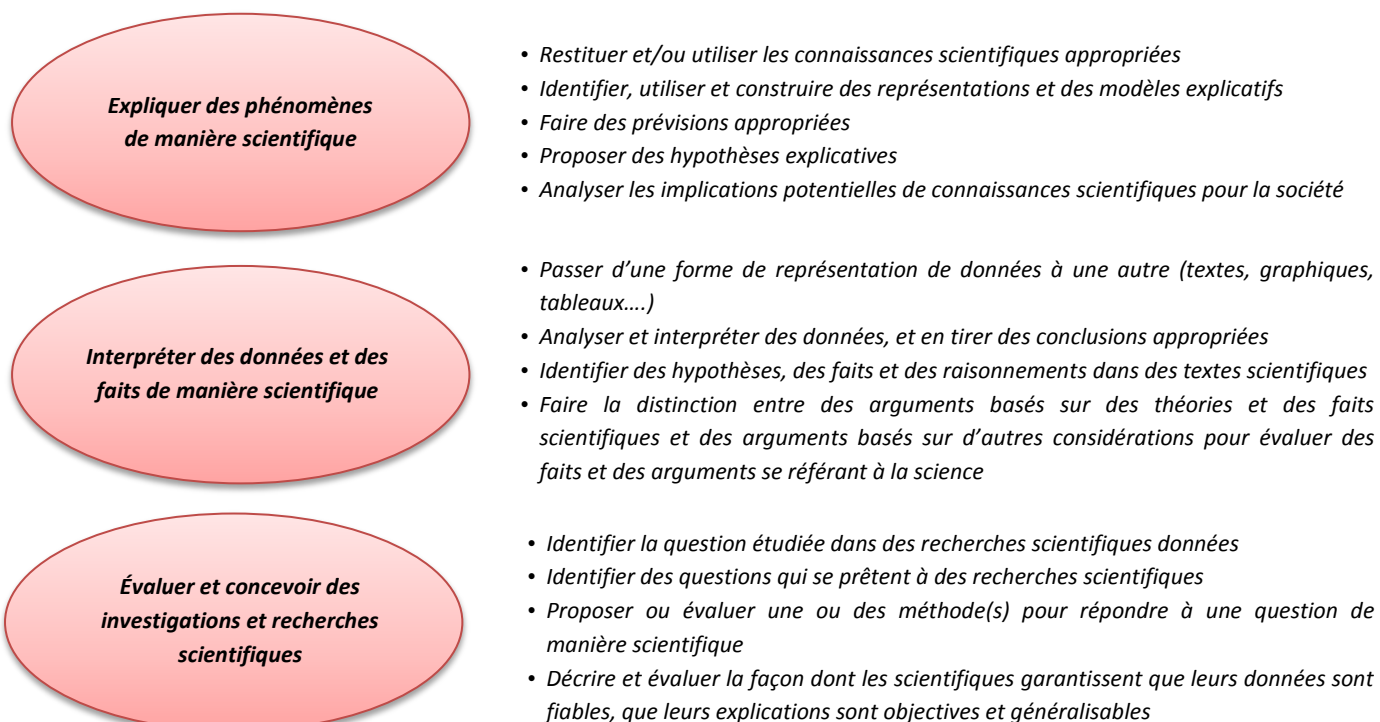 Expliquer des phénomènes
de manière scientifique
• Restituer et/ou utiliser les connaissances scientifiques appropriées
• Identifier, utiliser et construire des représentations et des modèles explicatifs
• Faire des prévisions appropriées
• Proposer des hypothèses explicatives
• Analyser les implications potentielles de connaissances scientifiques pour la société
Interpréter des données et des
faits de manière scientifique
• Passer d’une forme de représentation de données à une autre (textes, graphiques,
tableaux….)
• Analyser et interpréter des données, et en tirer des conclusions appropriées
• Identifier des hypothèses, des faits et des raisonnements dans des textes scientifiques
• Faire la distinction entre des arguments basés sur des théories et des faits
scientifiques et des arguments basés sur d’autres considérations pour évaluer des
faits et des arguments se référant à la science
Évaluer et concevoir des
investigations et recherches
scientifiques
• Identifier la question étudiée dans des recherches scientifiques données
• Identifier des questions qui se prêtent à des recherches scientifiques
• Proposer ou évaluer une ou des méthode(s) pour répondre à une question de
manière scientifique
• Décrire et évaluer la façon dont les scientifiques garantissent que leurs données sont
fiables, que leurs explications sont objectives et généralisables